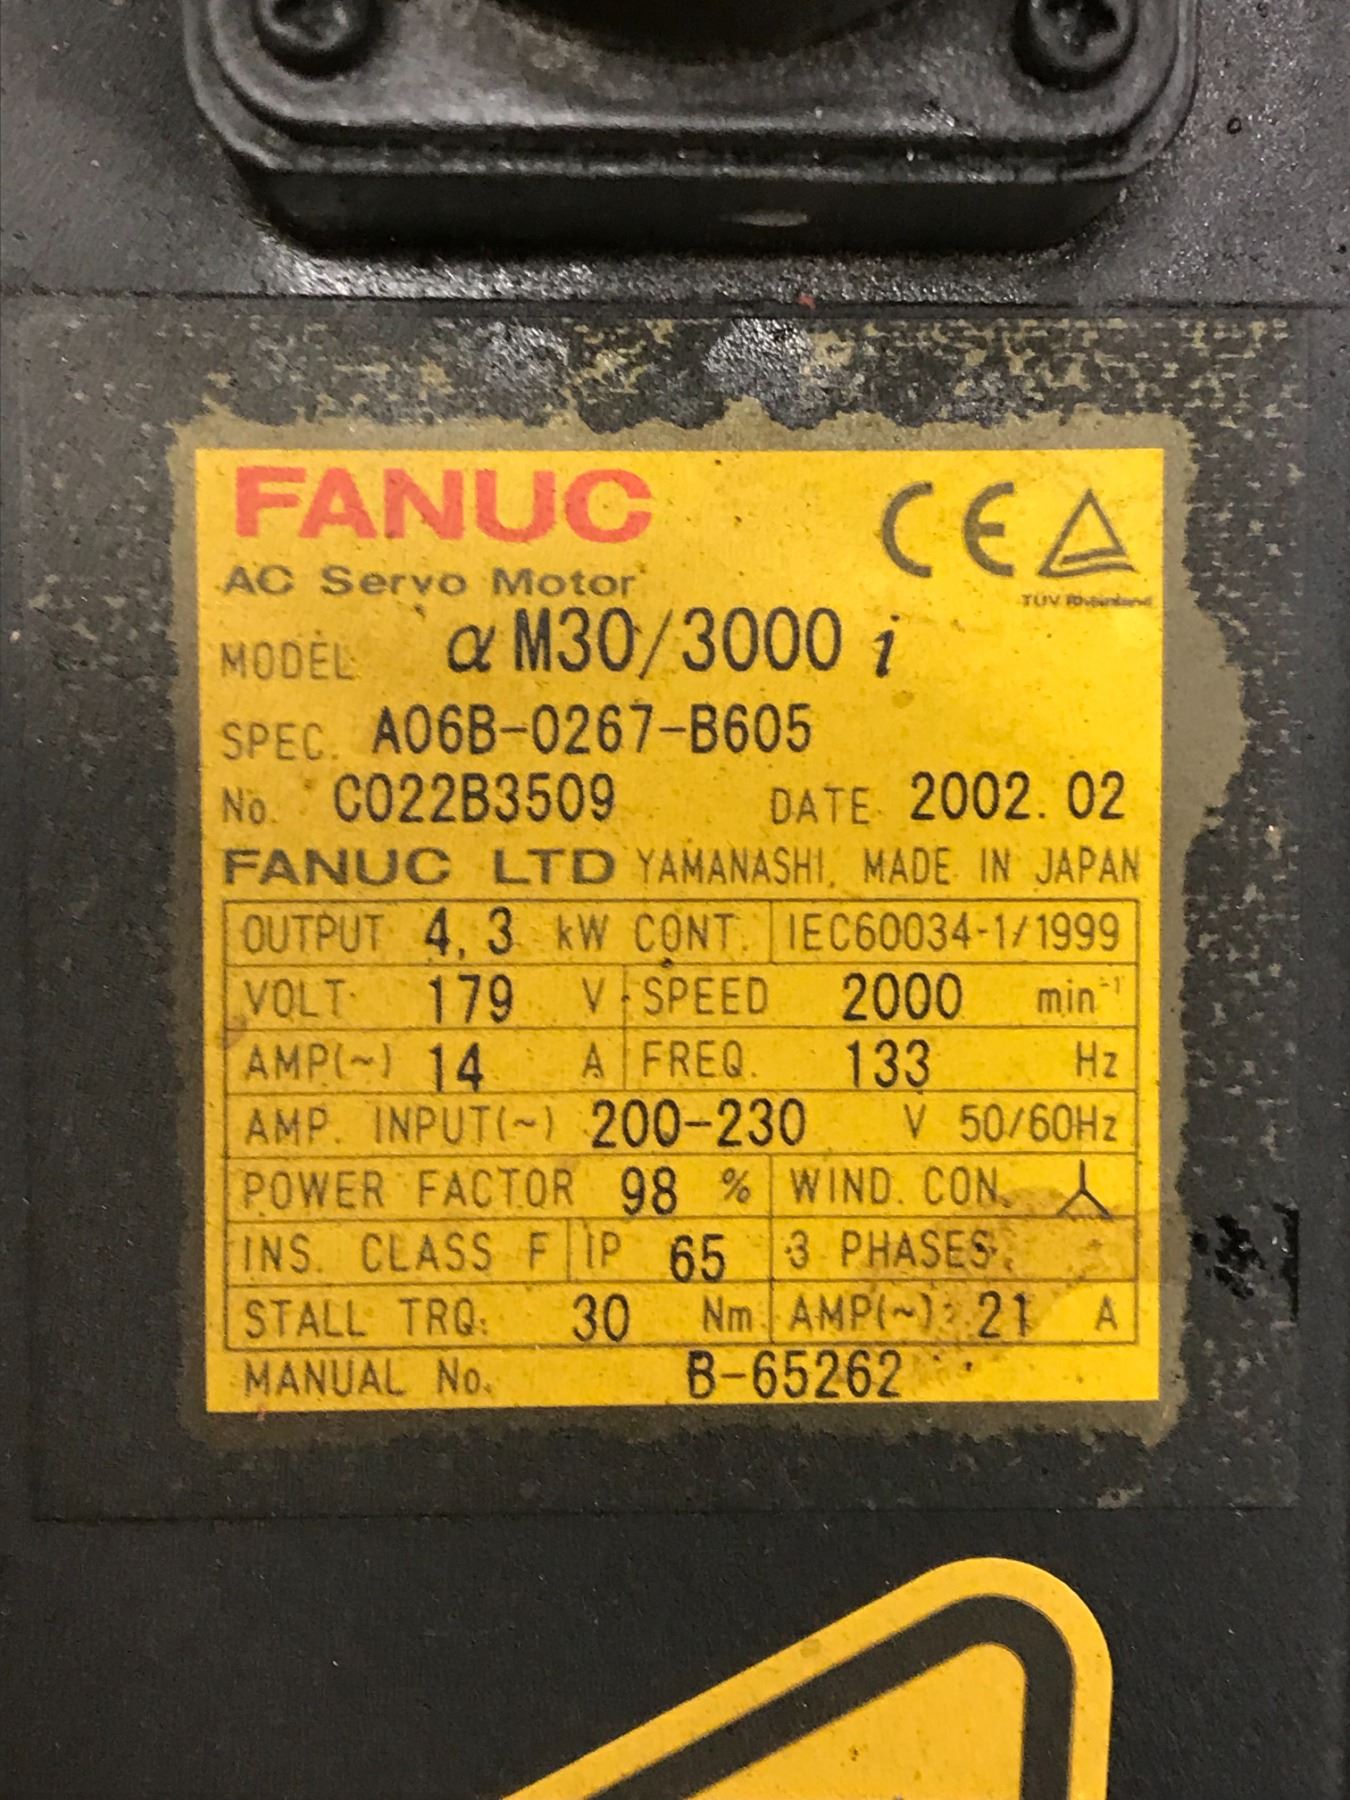 FANUC
CE
TÜV Rheinland
AC Servo Motor
MODEL αM30/3000i
SPEC. A06B-0267-B605
No. C022B3509 DATE 2002.02
FANUC LTD YAMANASHI, MADE IN JAPAN
OUTPUT 4,3 kW CONT. IEC60034-1/1999
VOLT. 179 V SPEED 2000 min⁻¹
AMP(~) 14 A FREQ. 133 Hz
AMP. INPUT(~) 200-230 V 50/60Hz
POWER FACTOR 98 % WIND. CON.
INS. CLASS F IP 65 3 PHASES.
STALL TRQ. 30 Nm AMP(~) 21 A
MANUAL No. B-65262